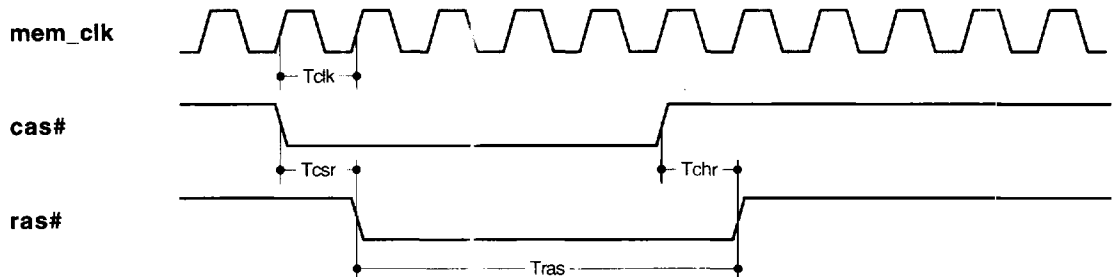 mem_clk
Tclk
cas#
Tcsr Tchr
ras#
Tras